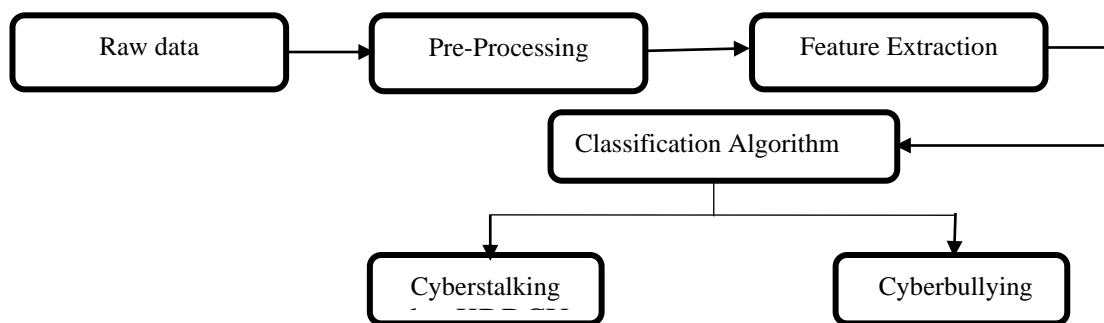 Raw data
Pre-Processing
Feature Extraction
Classification Algorithm
Cyberstalking
Cyberbullying